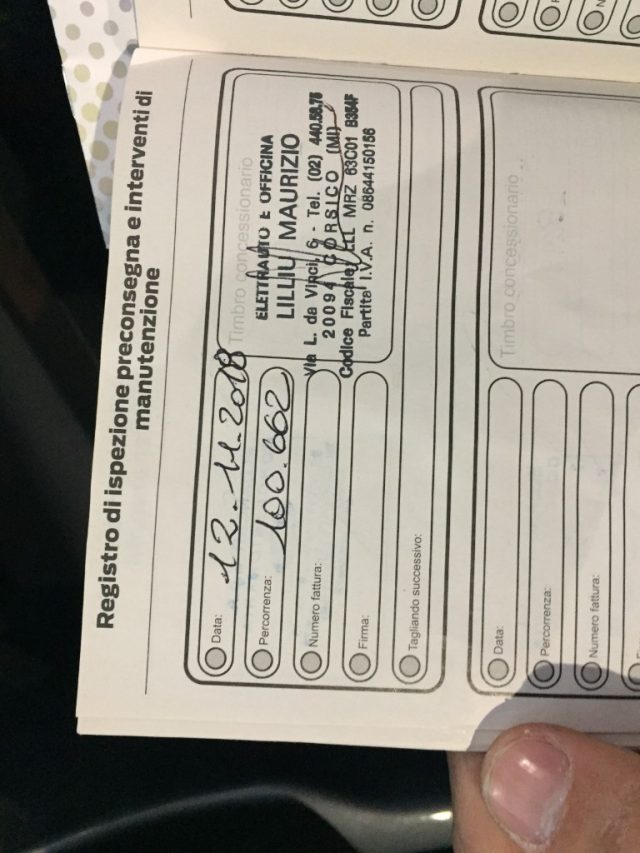 Registro di ispezione preconsegna e interventi di
manutenzione
Data: 12.11.2018
Percorrenza: 100.662
Numero fattura:
Firma:
Tagliando successivo:
Timbro concessionario
ELETTRAUTO E OFFICINA
LILLIU MAURIZIO
Via L. da Vinci, 6 - Tel. (02) 440.58.75
20094 CORSICO (MI)
Codice Fiscale LLL MRZ 63C01 B354F
Partita I.V.A. n. 08644150156
Data:
Percorrenza:
Numero fattura:
Timbro concessionario